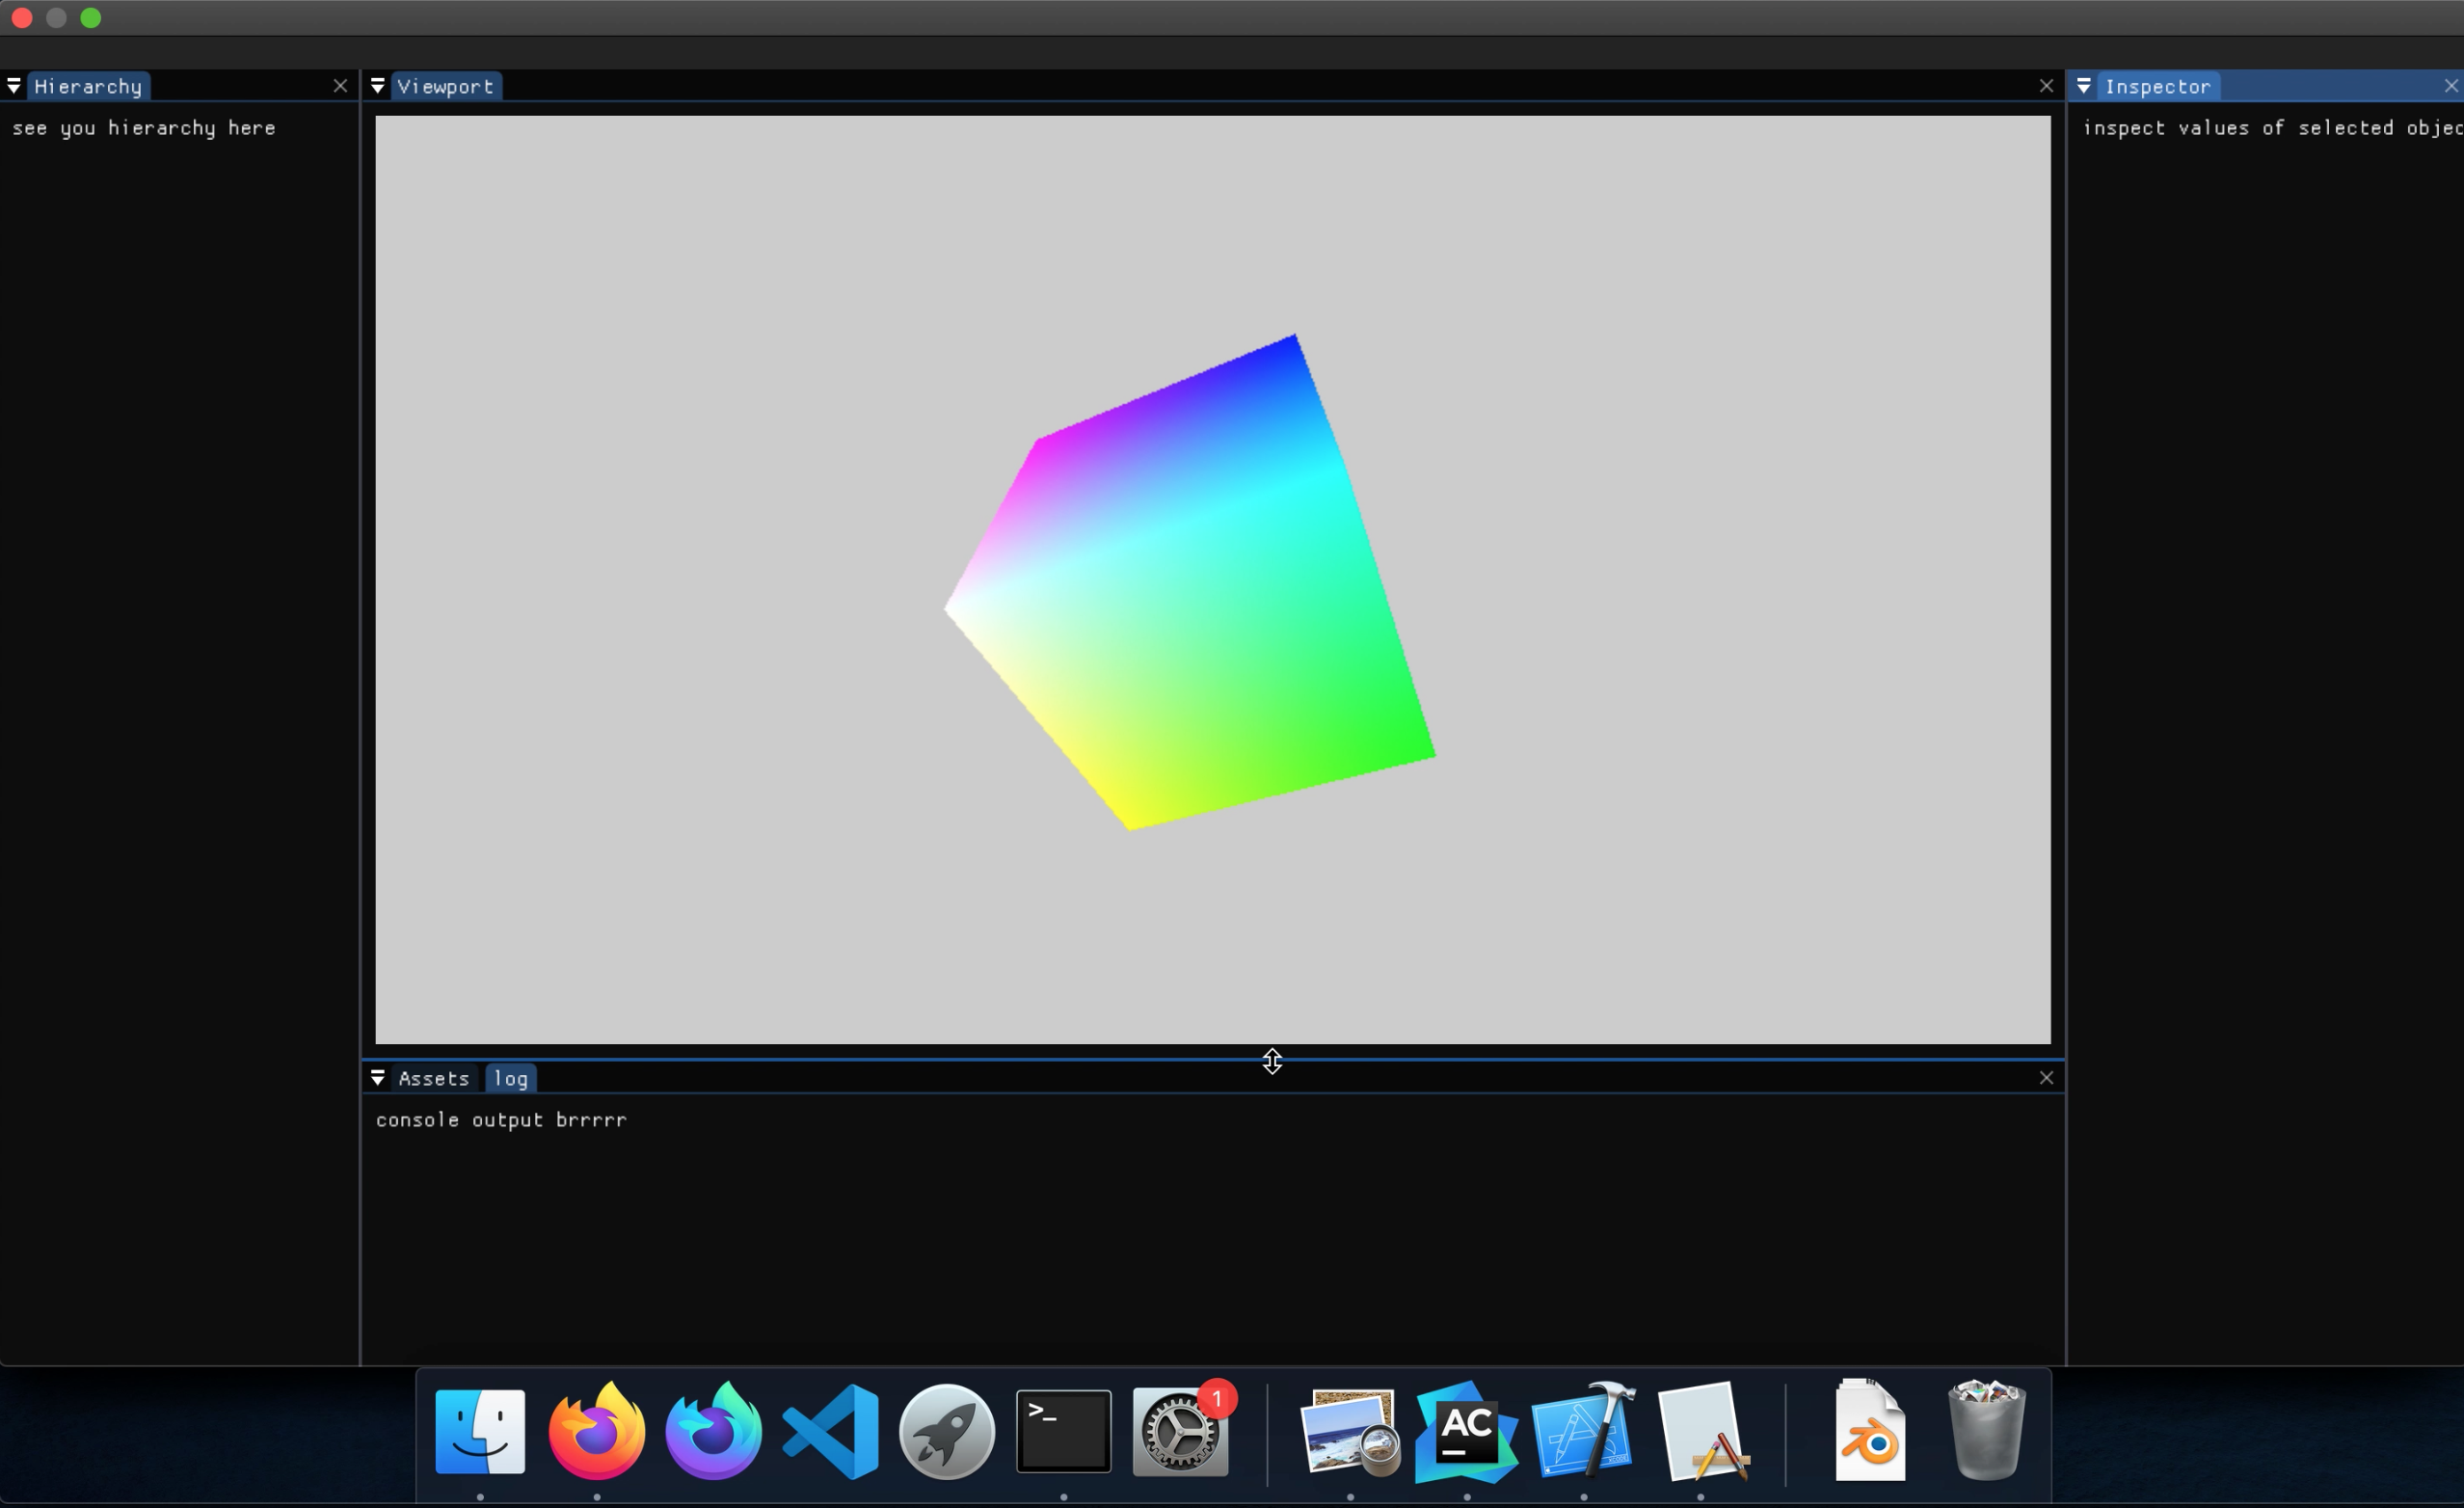 Hierarchy
Viewport
Inspector
see you hierarchy here
inspect values of selected objec
Assets
log
console output brrrrr
>_
1
AC